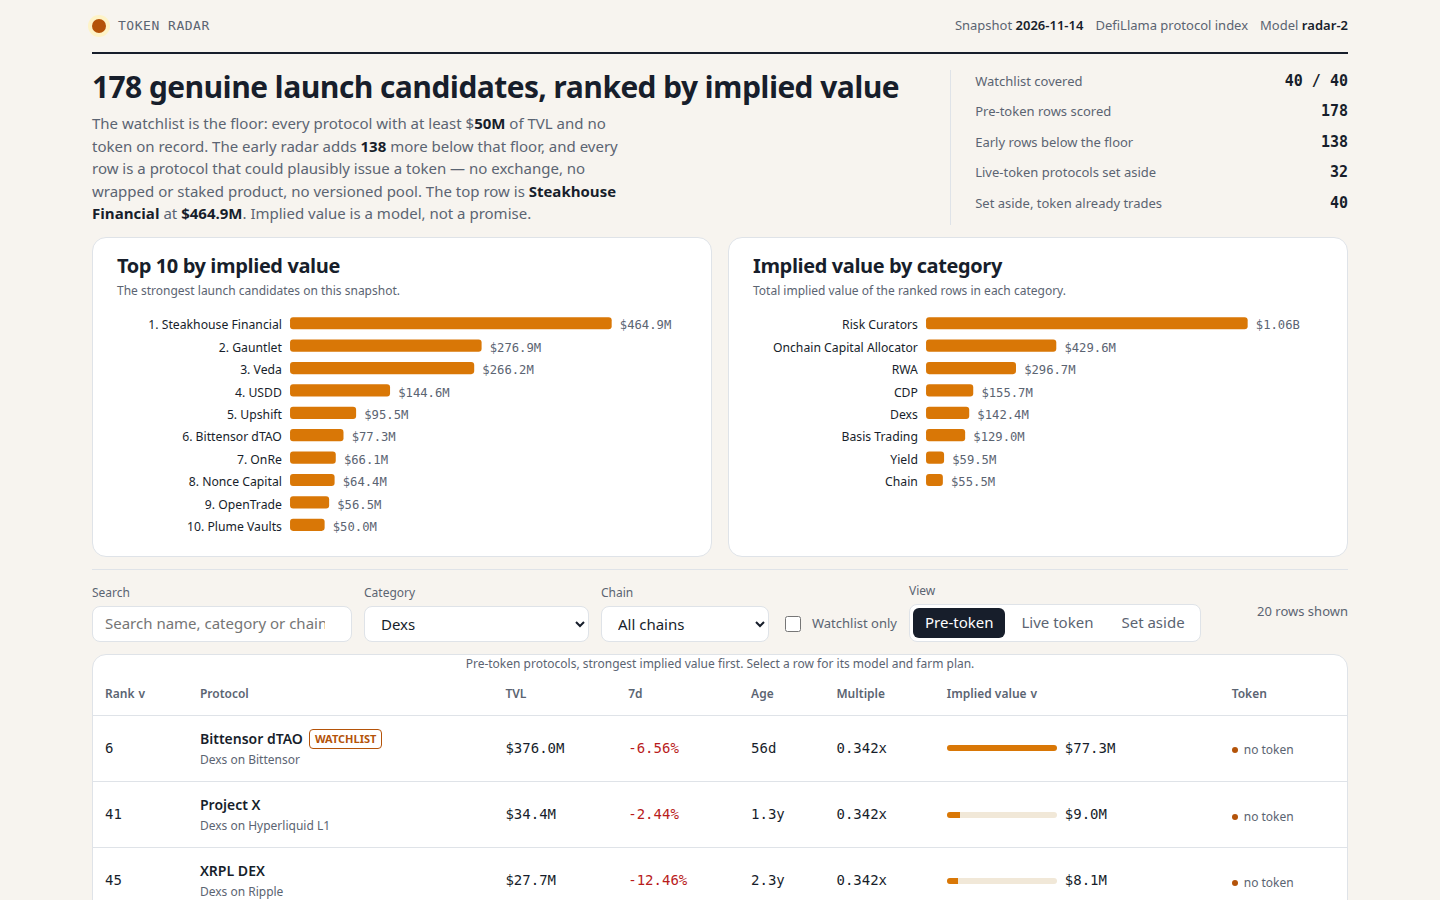 TOKEN RADAR
Snapshot 2026-11-14 DefiLlama protocol index Model radar-2
178 genuine launch candidates, ranked by implied value
The watchlist is the floor: every protocol with at least $50M of TVL and no
token on record. The early radar adds 138 more below that floor, and every
row is a protocol that could plausibly issue a token — no exchange, no
wrapped or staked product, no versioned pool. The top row is Steakhouse
Financial at $464.9M. Implied value is a model, not a promise.
Watchlist covered 40 / 40
Pre-token rows scored 178
Early rows below the floor 138
Live-token protocols set aside 32
Set aside, token already trades 40
Top 10 by implied value
The strongest launch candidates on this snapshot.
1. Steakhouse Financial $464.9M
2. Gauntlet $276.9M
3. Veda $266.2M
4. USDD $144.6M
5. Upshift $95.5M
6. Bittensor dTAO $77.3M
7. OnRe $66.1M
8. Nonce Capital $64.4M
9. OpenTrade $56.5M
10. Plume Vaults $50.0M
Implied value by category
Total implied value of the ranked rows in each category.
Risk Curators $1.06B
Onchain Capital Allocator $429.6M
RWA $296.7M
CDP $155.7M
Dexs $142.4M
Basis Trading $129.0M
Yield $59.5M
Chain $55.5M
Search
Search name, category or chain
Category
Dexs
Chain
All chains
Watchlist only
View
Pre-token Live token Set aside
20 rows shown
Pre-token protocols, strongest implied value first. Select a row for its model and farm plan.
Rank v Protocol TVL 7d Age Multiple Implied value v Token
6 Bittensor dTAO WATCHLIST $376.0M -6.56% 56d 0.342x $77.3M no token
Dexs on Bittensor
41 Project X $34.4M -2.44% 1.3y 0.342x $9.0M no token
Dexs on Hyperliquid L1
45 XRPL DEX $27.7M -12.46% 2.3y 0.342x $8.1M no token
Dexs on Ripple